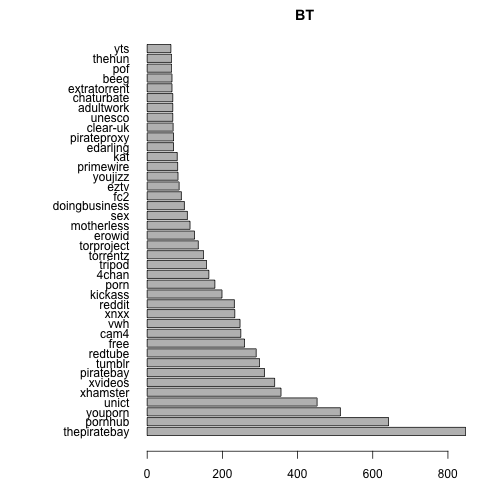 BT
yts
thehun
pof
beeg
extratorrent
chaturbate
adultwork
unesco
clear-uk
pirateproxy
edarling
kat
primewire
youjizz
eztv
fc2
doingbusiness
sex
motherless
erowid
torproject
torrentz
tripod
4chan
porn
kickass
reddit
xnxx
vwh
cam4
free
redtube
tumblr
piratebay
xvideos
xhamster
unict
youporn
pornhub
thepiratebay
0 200 400 600 800